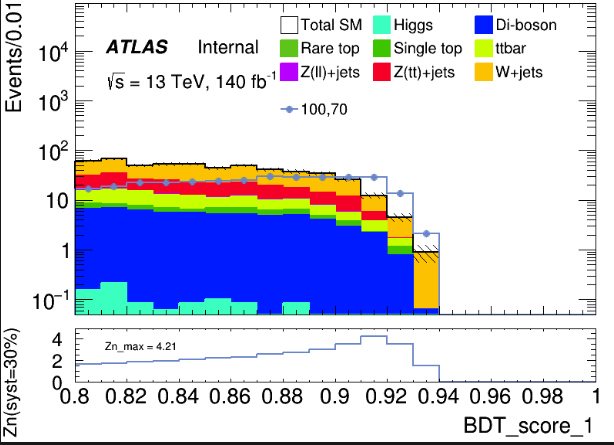 Events/0.01
10⁴
10³
10²
10
1
10⁻¹
ATLAS Internal
√s = 13 TeV, 140 fb⁻¹
Total SM
Higgs
Di-boson
Rare top
Single top
ttbar
Z(ll)+jets
Z(tt)+jets
W+jets
100,70
Zn(syst=30%)
4
2
0
Zn_max = 4.21
0.8 0.82 0.84 0.86 0.88 0.9 0.92 0.94 0.96 0.98 1
BDT_score_1